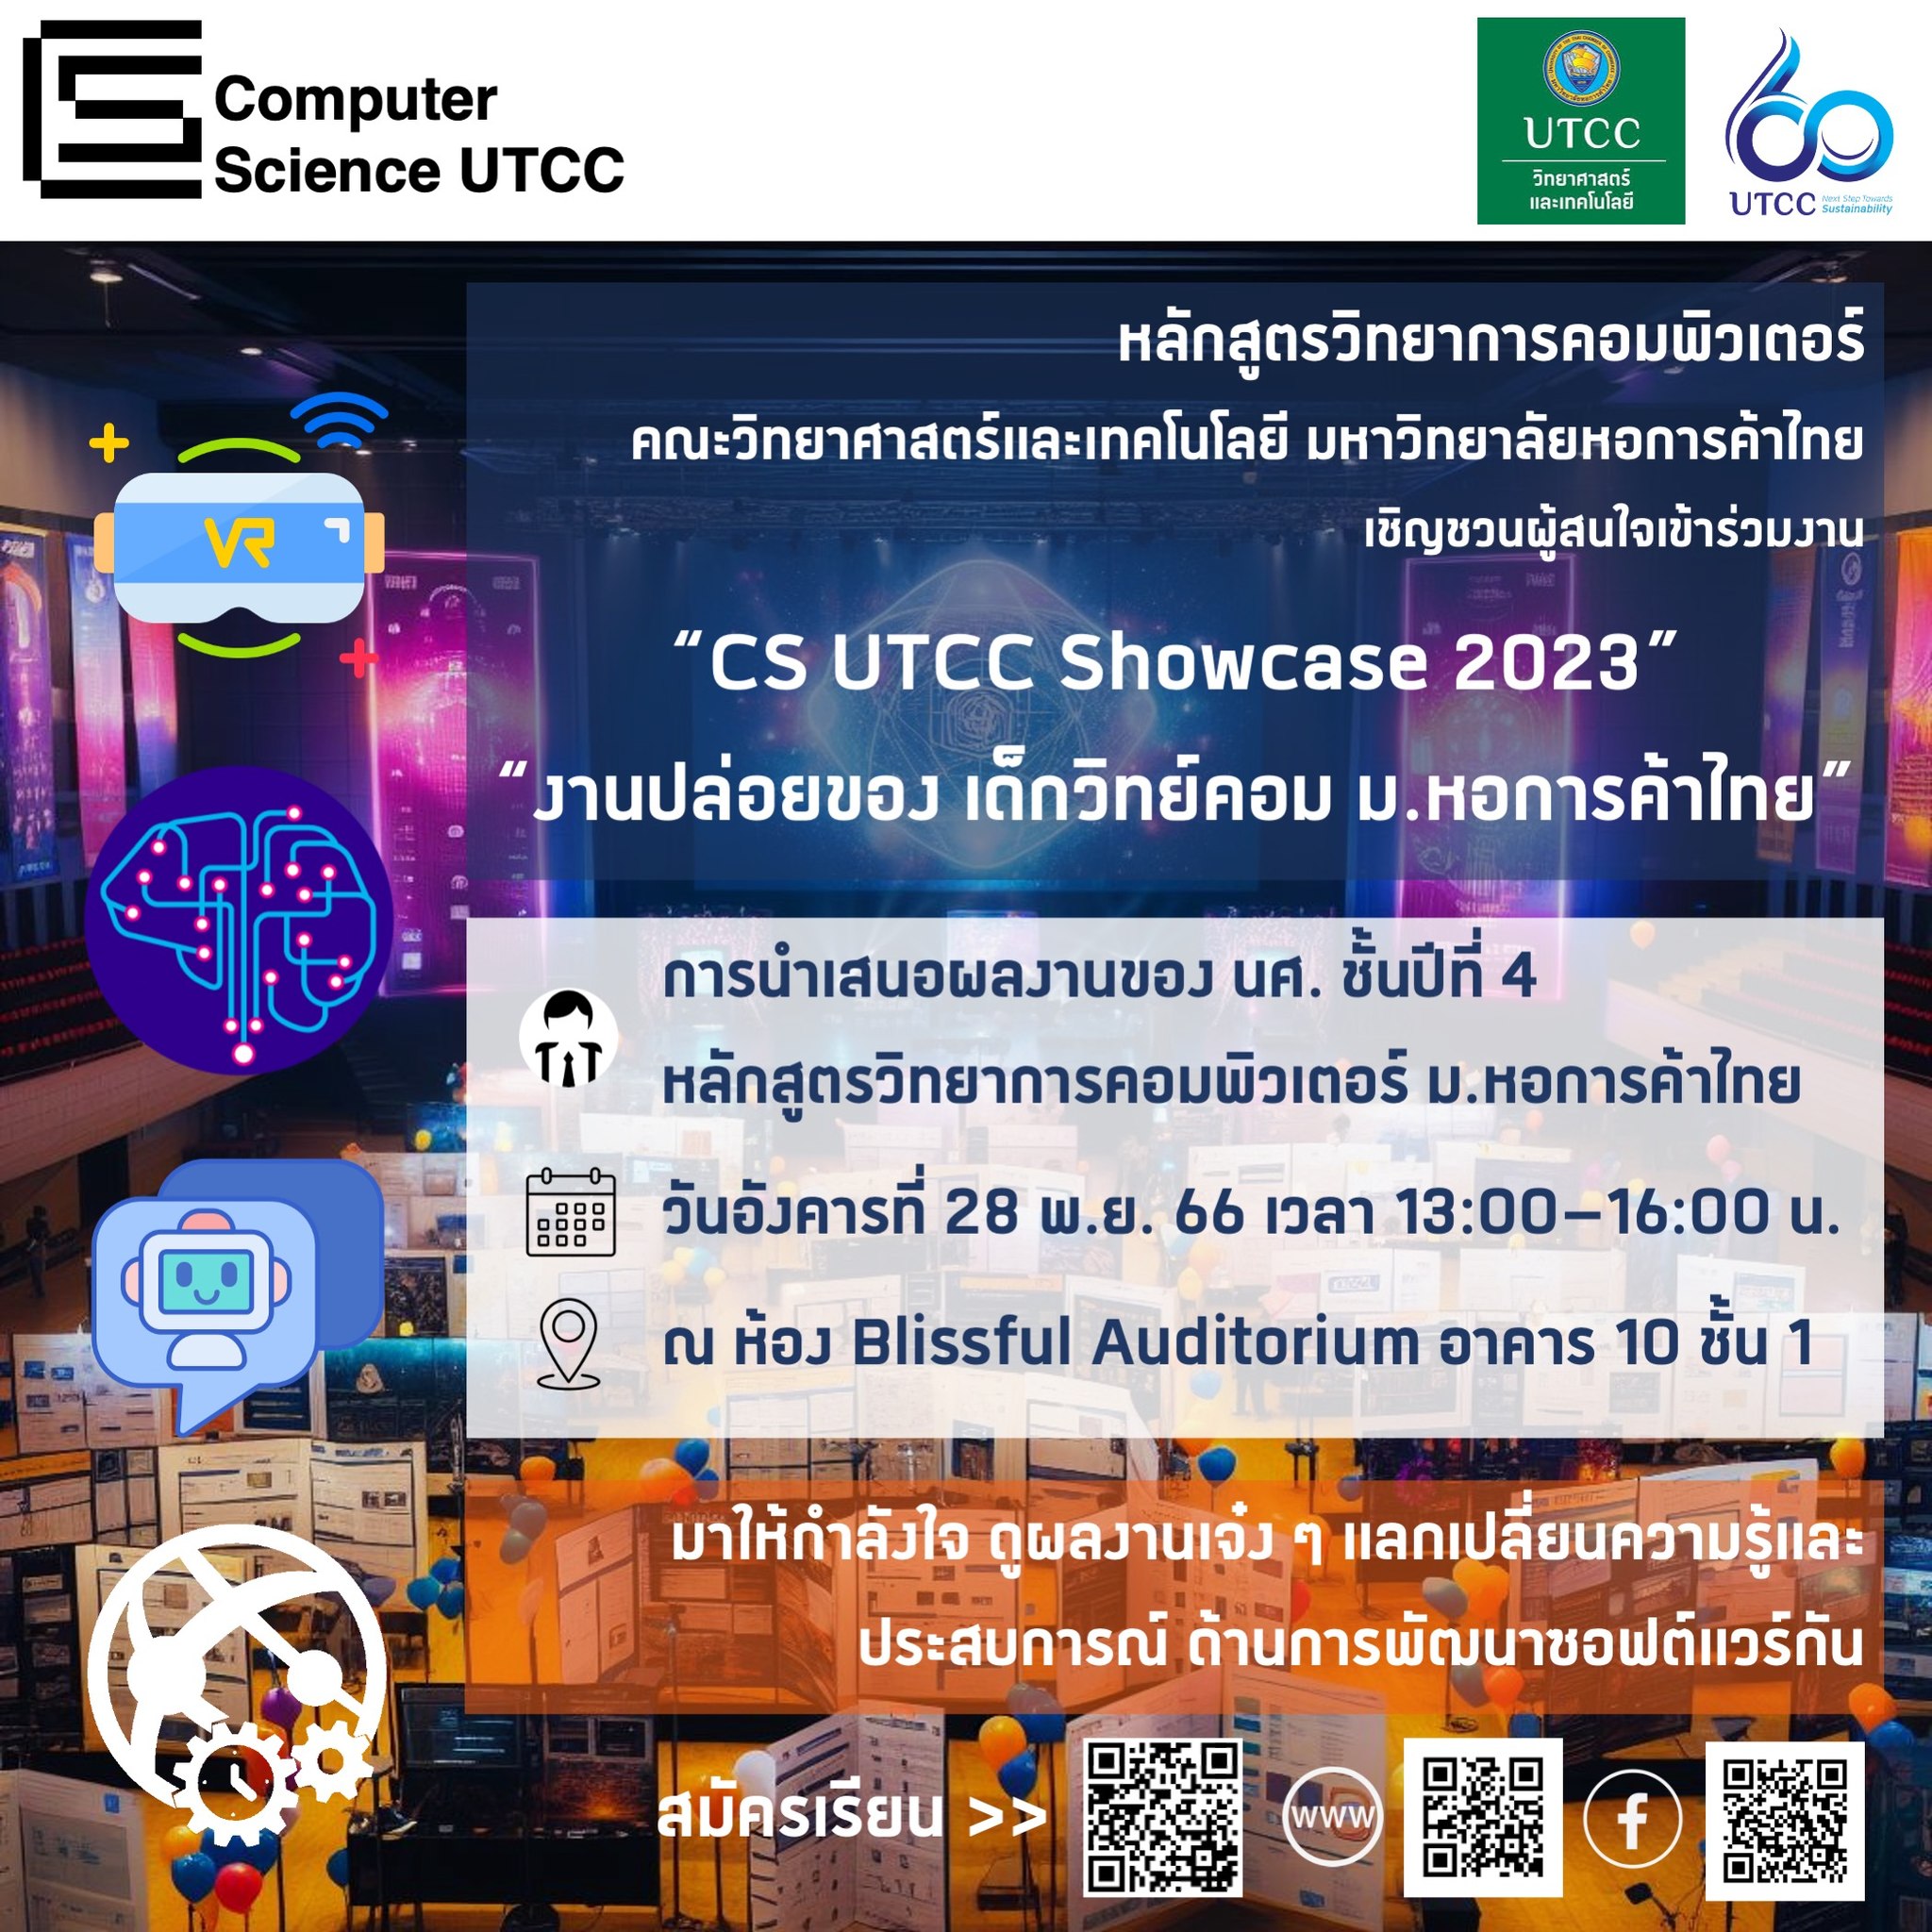 Computer
Science UTCC
UTCC
วิทยาศาสตร์
และเทคโนโลยี
60
UTCC
Next Step Towards
Sustainability
หลักสูตรวิทยาการคอมพิวเตอร์
คณะวิทยาศาสตร์และเทคโนโลยี มหาวิทยาลัยหอการค้าไทย
เชิญชวนผู้สนใจเข้าร่วมงาน
“CS UTCC Showcase 2023”
“งานปล่อยของ เด็กวิทย์คอม ม.หอการค้าไทย”
VR
การนำเสนอผลงานของ นศ. ชั้นปีที่ 4
หลักสูตรวิทยาการคอมพิวเตอร์ ม.หอการค้าไทย
วันอังคารที่ 28 พ.ย. 66 เวลา 13:00–16:00 น.
ณ ห้อง Blissful Auditorium อาคาร 10 ชั้น 1
มาให้กำลังใจ ดูผลงานเจ๋ง ๆ แลกเปลี่ยนความรู้และ
ประสบการณ์ ด้านการพัฒนาซอฟต์แวร์กัน
สมัครเรียน >>
www
f